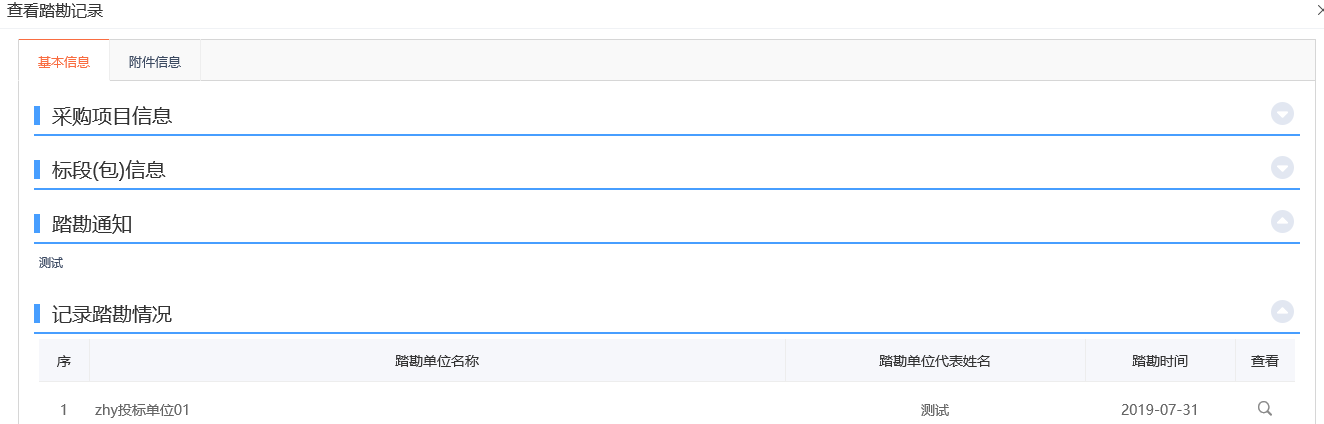 查看踏勘记录
基本信息 附件信息
采购项目信息
标段(包)信息
踏勘通知
测试
记录踏勘情况
序 踏勘单位名称 踏勘单位代表姓名 踏勘时间 查看
1 zhy投标单位01 测试 2019-07-31